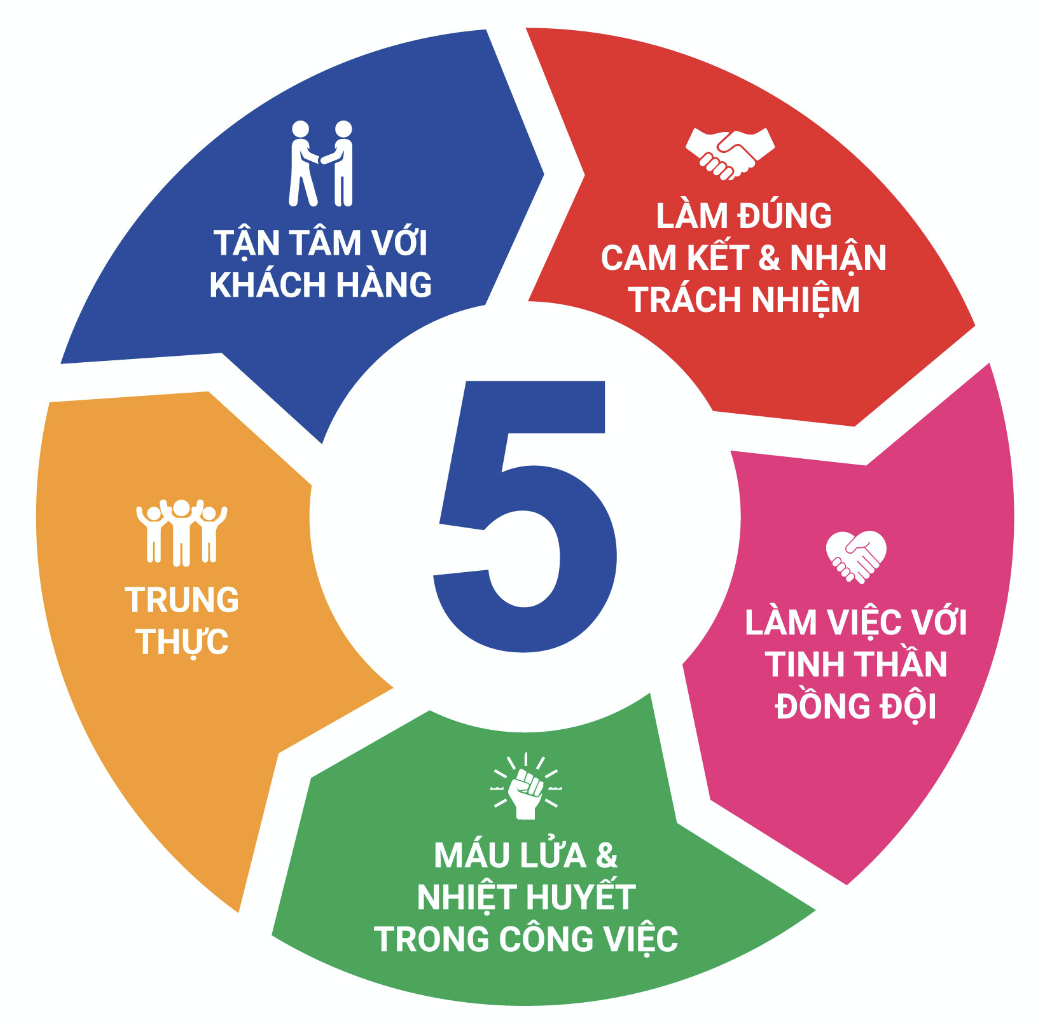 TẬN TÂM VỚI
KHÁCH HÀNG
LÀM ĐÚNG
CAM KẾT & NHẬN
TRÁCH NHIỆM
5
TRUNG
THỰC
LÀM VIỆC VỚI
TINH THẦN
ĐỒNG ĐỘI
MÁU LỬA &
NHIỆT HUYẾT
TRONG CÔNG VIỆC